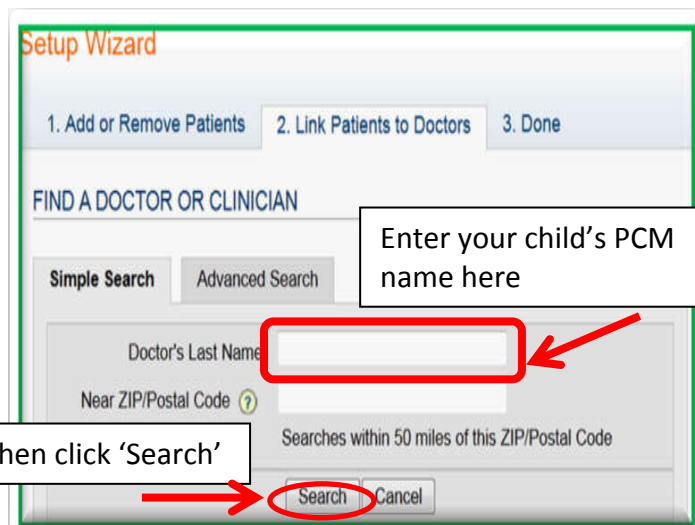 Setup Wizard
1. Add or Remove Patients 2. Link Patients to Doctors 3. Done
FIND A DOCTOR OR CLINICIAN
Enter your child's PCM
name here
Simple Search Advanced Search
Doctor's Last Name
Near ZIP/Postal Code ?
Searches within 50 miles of this ZIP/Postal Code
hen click 'Search'
Search Cancel